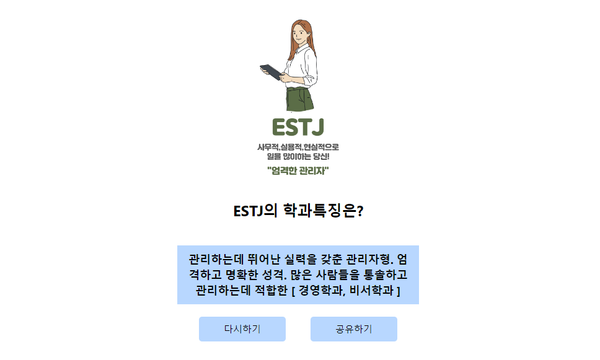 ESTJ
사무적,실용적,현실적으로
일을 많이하는 당신!
"엄격한 관리자"
ESTJ의 학과특징은?
관리하는데 뛰어난 실력을 갖춘 관리자형. 엄
격하고 명확한 성격. 많은 사람들을 통솔하고
관리하는데 적합한 [ 경영학과, 비서학과 ]
다시하기
공유하기